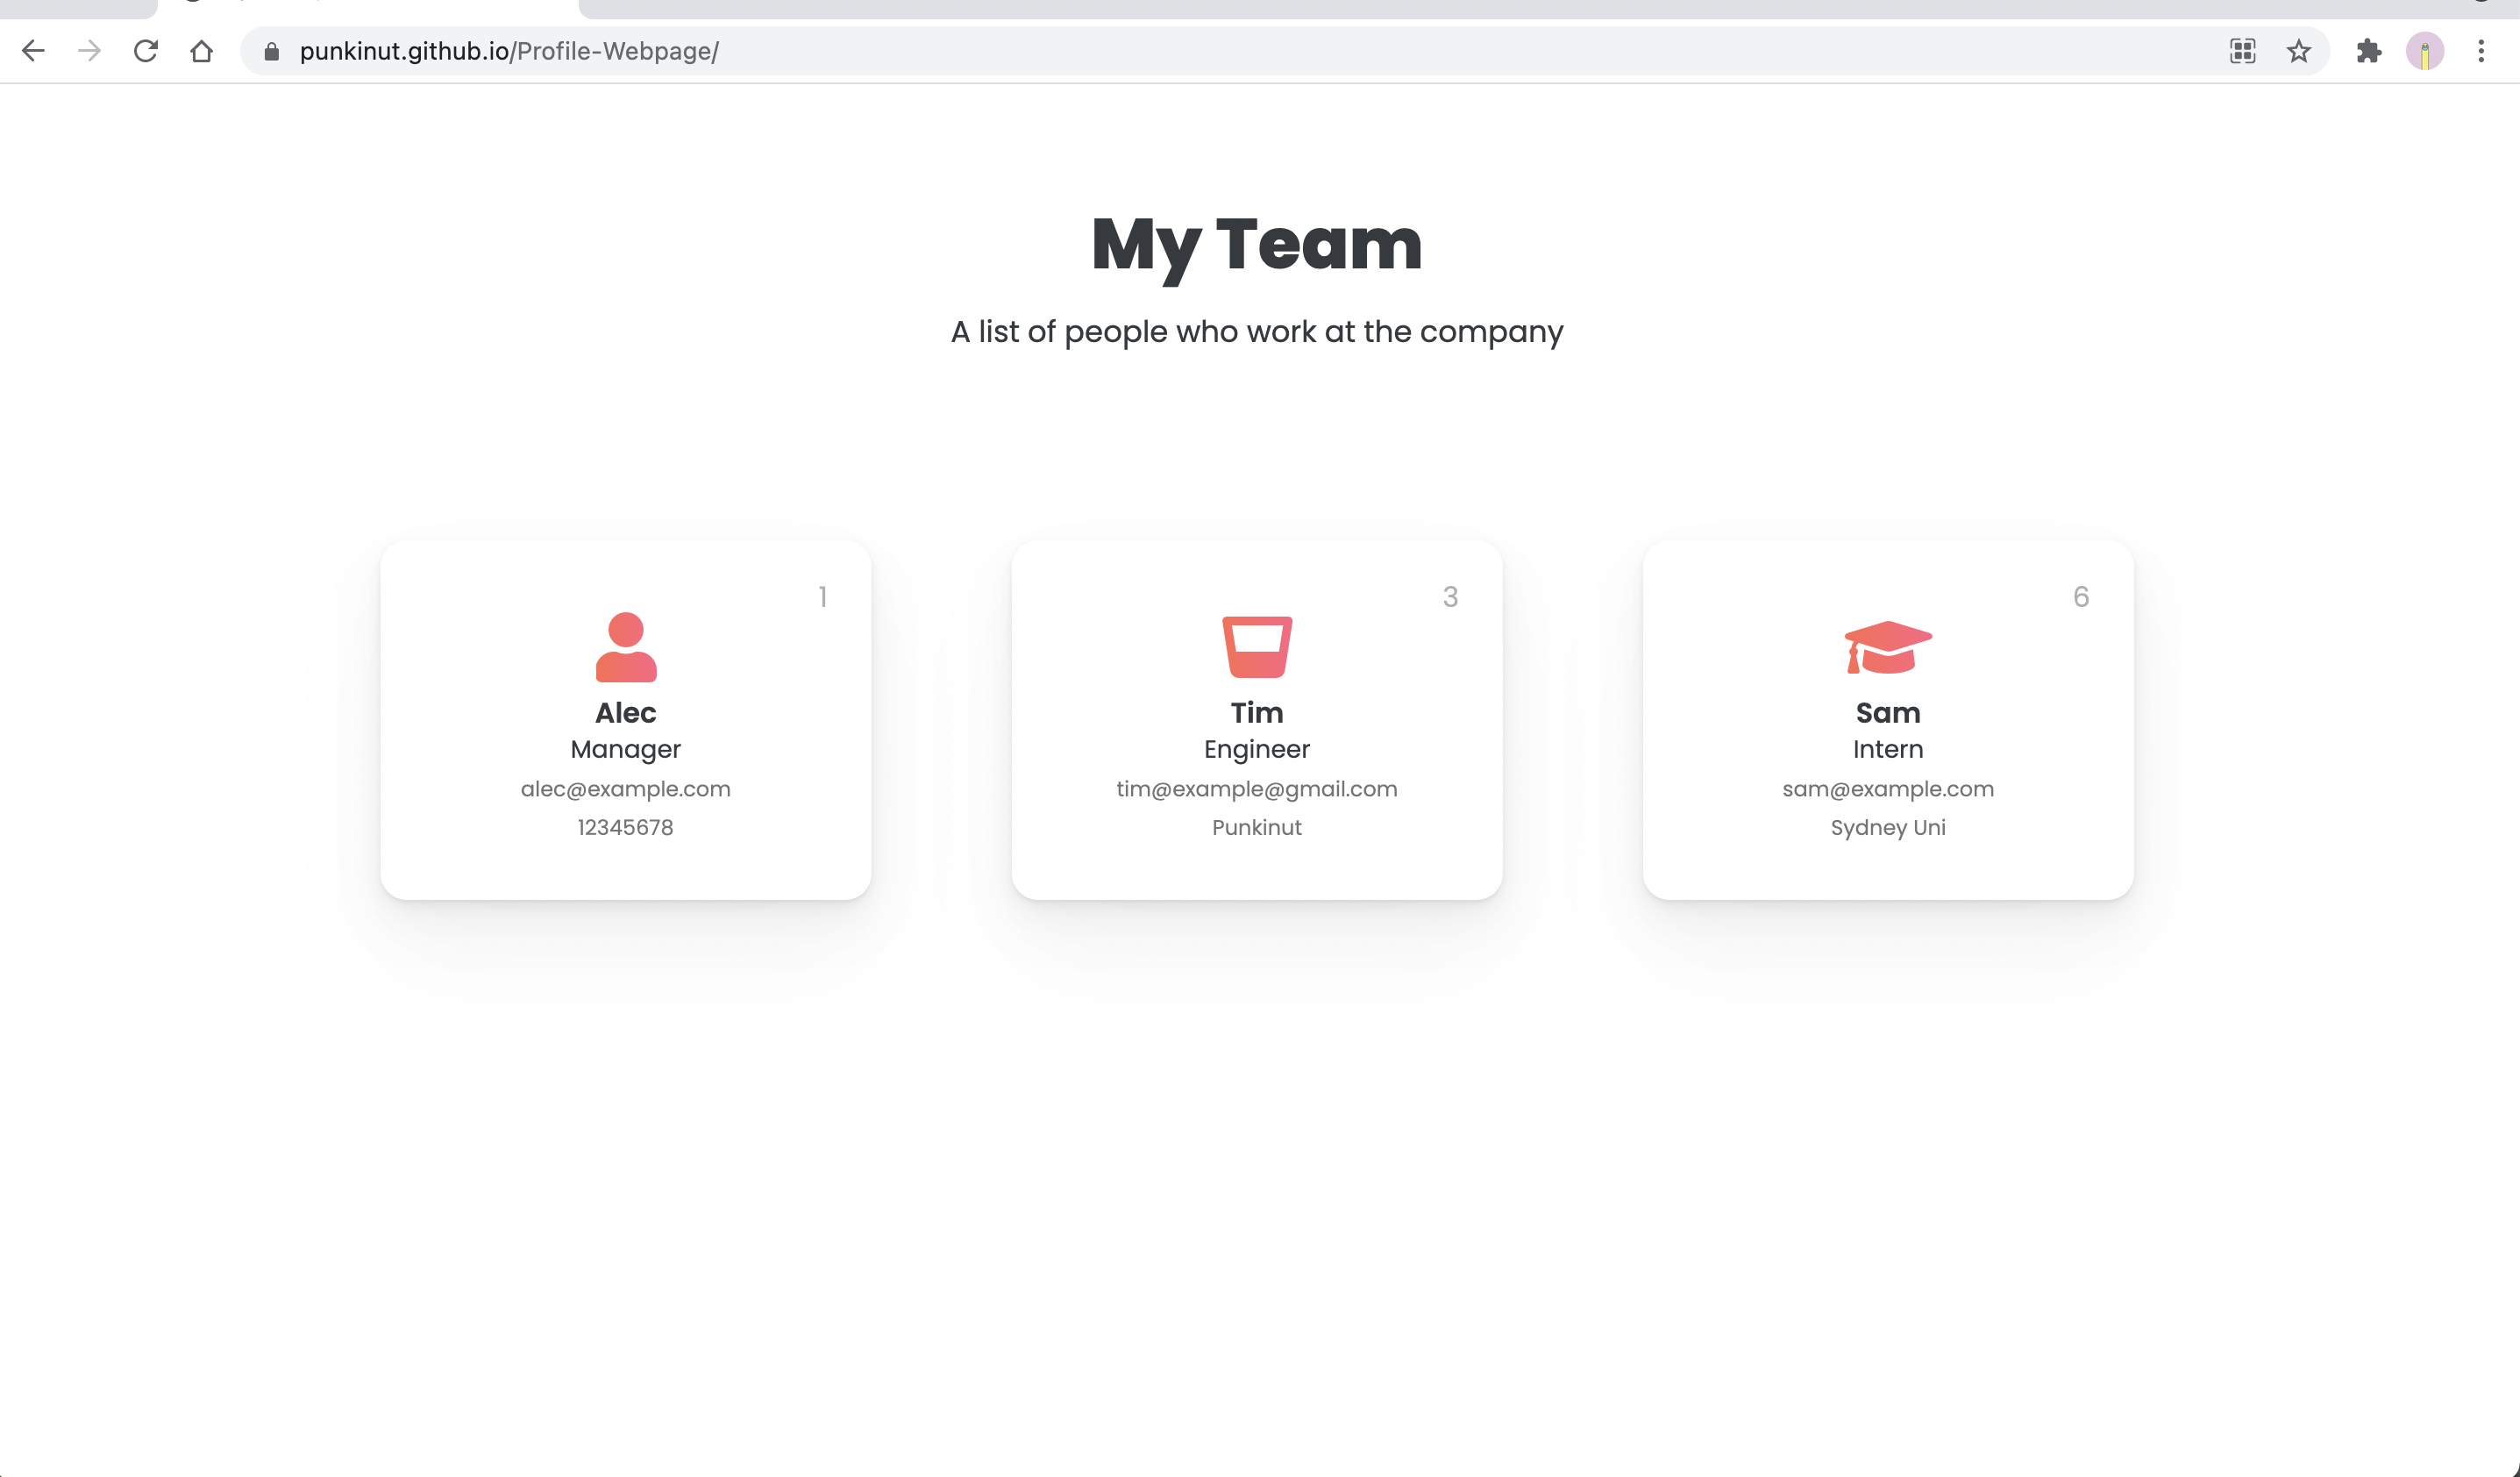 punkinut.github.io/Profile-Webpage/
My Team
A list of people who work at the company
1
Alec
Manager
alec@example.com
12345678
3
Tim
Engineer
tim@example@gmail.com
Punkinut
6
Sam
Intern
sam@example.com
Sydney Uni